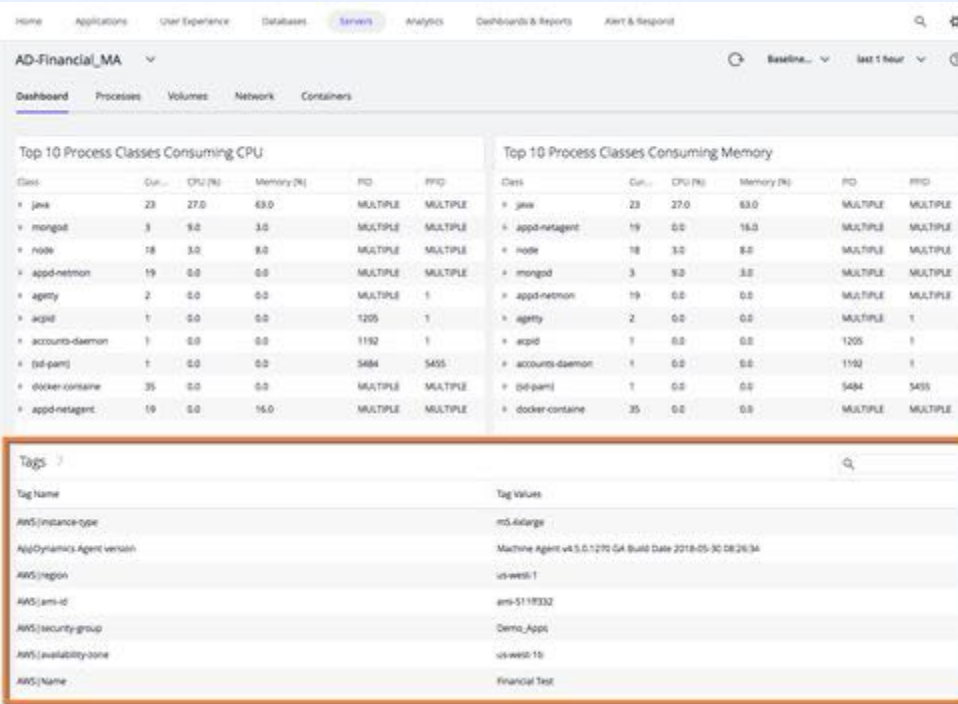 Home Applications User Experience Databases Servers Analytics Dashboards & Reports Alert & Respond
AD-Financial_MA Baseline... last 1 hour
Dashboard Processes Volumes Network Containers
Top 10 Process Classes Consuming CPU
Class Cur... CPU (%) Memory (%) PID PPID
java 23 27.0 63.0 MULTIPLE MULTIPLE
mongod 3 9.0 3.0 MULTIPLE MULTIPLE
node 18 3.0 8.0 MULTIPLE MULTIPLE
appd-netmon 19 0.0 0.0 MULTIPLE MULTIPLE
agetty 2 0.0 0.0 MULTIPLE 1
acpid 1 0.0 0.0 1205 1
accounts-daemon 1 0.0 0.0 1192 1
(sd-pam) 1 0.0 0.0 5484 5455
docker-containe 35 0.0 0.0 MULTIPLE MULTIPLE
appd-netagent 19 0.0 16.0 MULTIPLE MULTIPLE
Top 10 Process Classes Consuming Memory
Class Cur... CPU (%) Memory (%) PID PPID
java 23 27.0 63.0 MULTIPLE MULTIPLE
appd-netagent 19 0.0 16.0 MULTIPLE MULTIPLE
node 18 3.0 8.0 MULTIPLE MULTIPLE
mongod 3 9.0 3.0 MULTIPLE MULTIPLE
appd-netmon 19 0.0 0.0 MULTIPLE MULTIPLE
agetty 2 0.0 0.0 MULTIPLE 1
acpid 1 0.0 0.0 1205 1
accounts-daemon 1 0.0 0.0 1192 1
(sd-pam) 1 0.0 0.0 5484 5455
docker-containe 35 0.0 0.0 MULTIPLE MULTIPLE
Tags 7
Tag Name Tag Values
AWS|instance-type m5.4xlarge
AppDynamics Agent version Machine Agent v4.5.0.1270 GA Build Date 2018-05-30 08:26:34
AWS|region us-west-1
AWS|ami-id ami-511ff332
AWS|security-group Demo_Apps
AWS|availability-zone us-west-1b
AWS|Name Financial Test